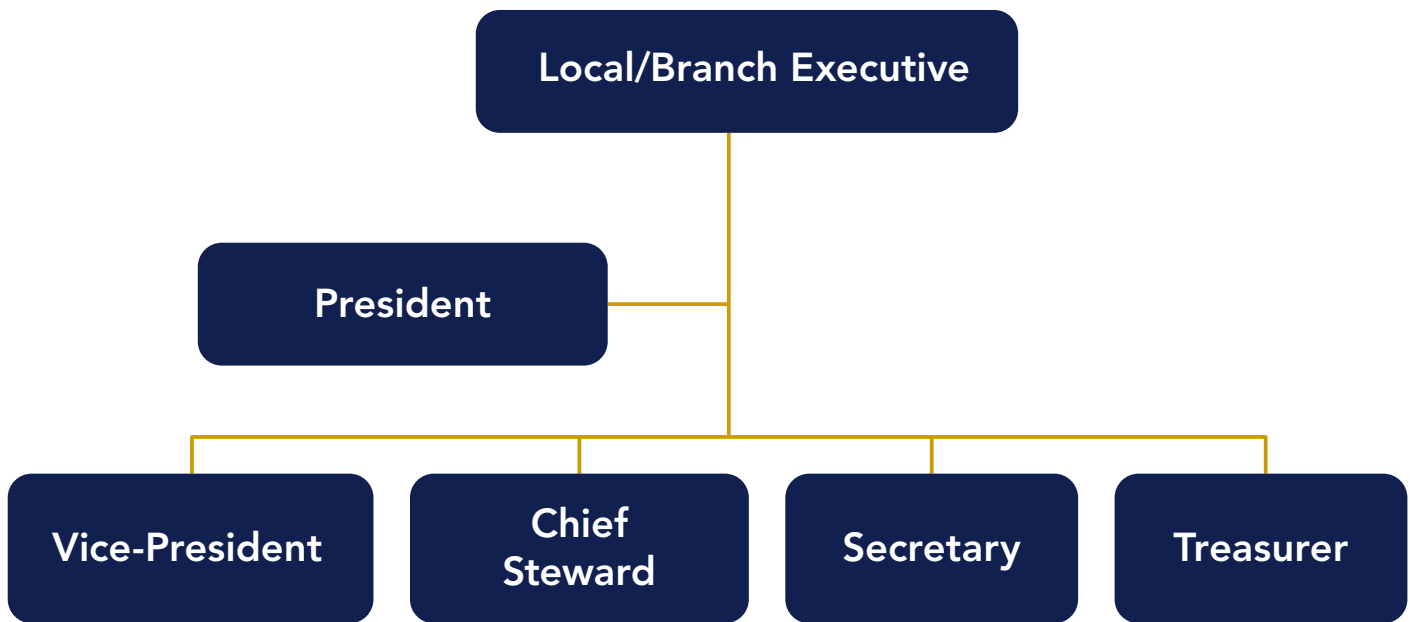 Local/Branch Executive
President
Vice-President
Chief
Steward
Secretary
Treasurer